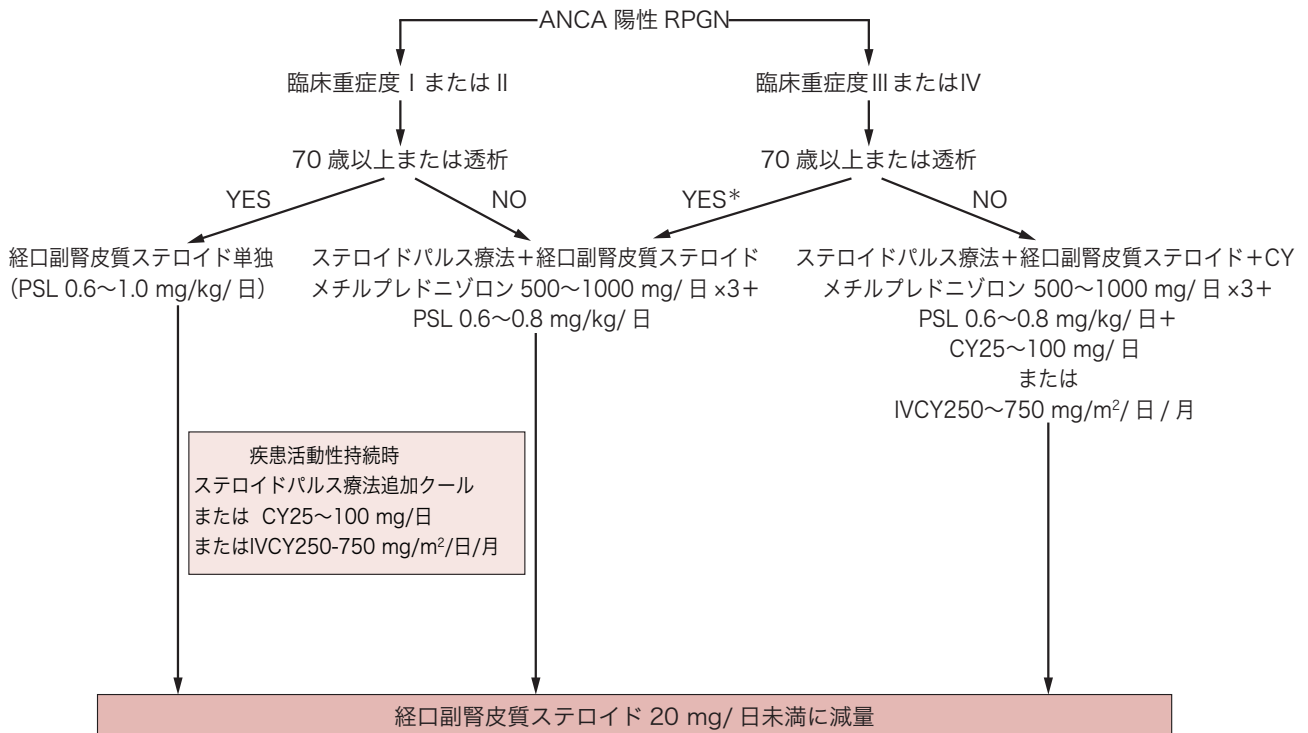 ANCA 陽性 RPGN
臨床重症度 I または II
臨床重症度 III または IV
70 歳以上または透析
70 歳以上または透析
YES
NO
YES*
NO
経口副腎皮質ステロイド単独
(PSL 0.6〜1.0 mg/kg/ 日)
ステロイドパルス療法+経口副腎皮質ステロイド
メチルプレドニゾロン 500〜1000 mg/ 日 ×3+
PSL 0.6〜0.8 mg/kg/ 日
ステロイドパルス療法+経口副腎皮質ステロイド+CY
メチルプレドニゾロン 500〜1000 mg/ 日 ×3+
PSL 0.6〜0.8 mg/kg/ 日+
CY25〜100 mg/ 日
または
IVCY250〜750 mg/m²/ 日 / 月
疾患活動性持続時
ステロイドパルス療法追加クール
または CY25〜100 mg/日
またはIVCY250-750 mg/m²/日/月
経口副腎皮質ステロイド 20 mg/ 日未満に減量